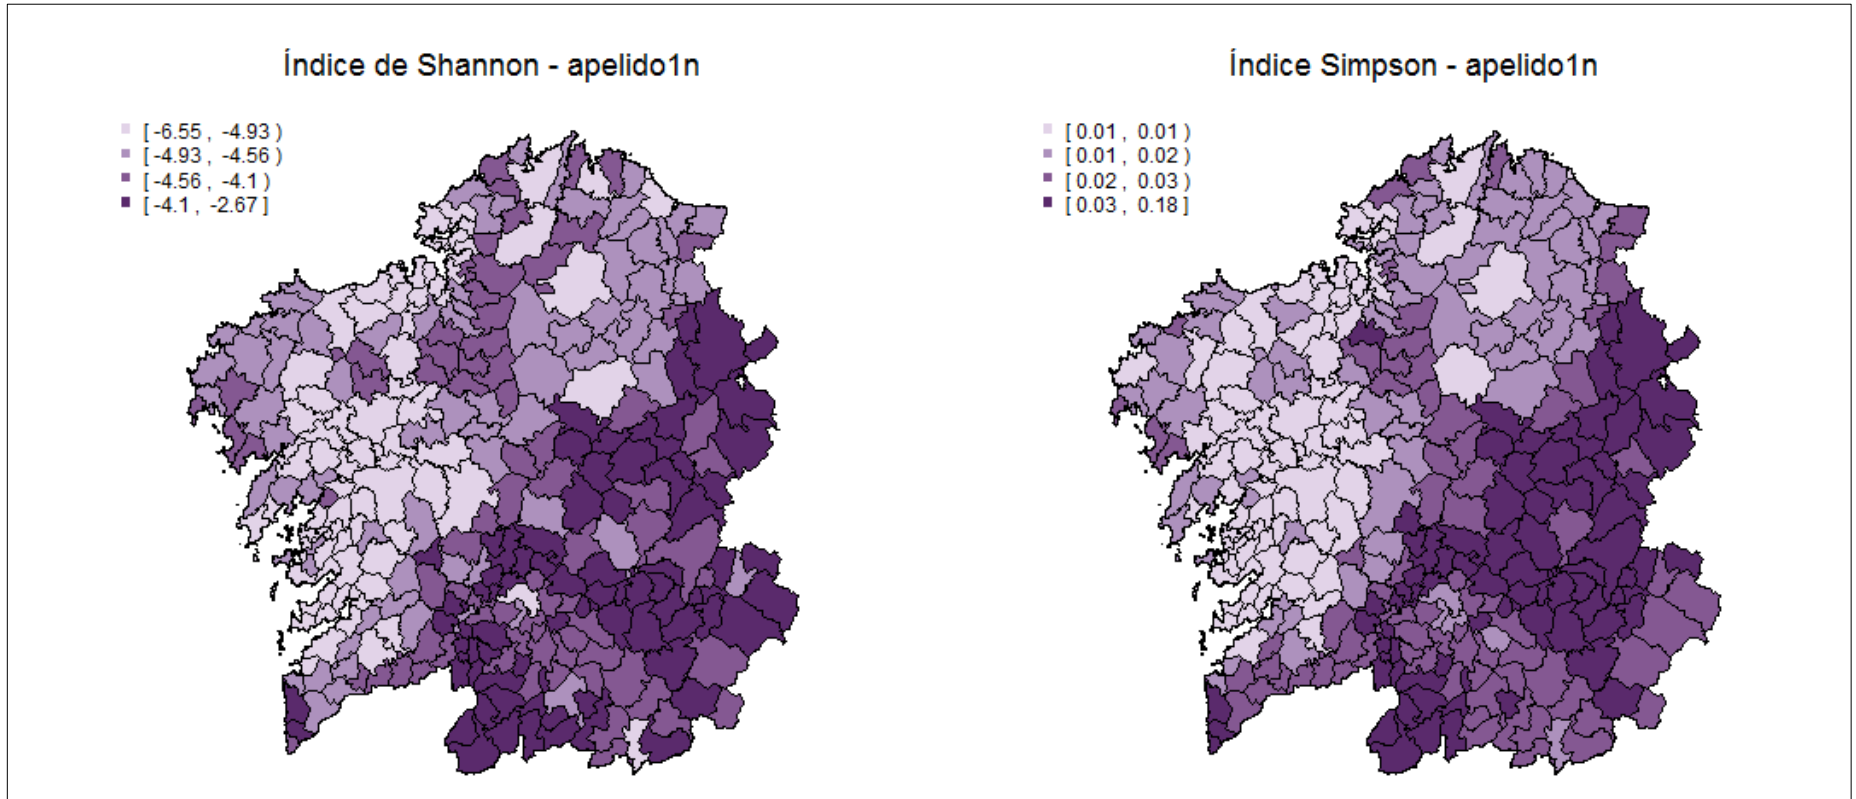 Índice de Shannon - apelido1n
[ -6.55 , -4.93 )
[ -4.93 , -4.56 )
[ -4.56 , -4.1 )
[ -4.1 , -2.67 ]
Índice Simpson - apelido1n
[ 0.01 , 0.01 )
[ 0.01 , 0.02 )
[ 0.02 , 0.03 )
[ 0.03 , 0.18 ]